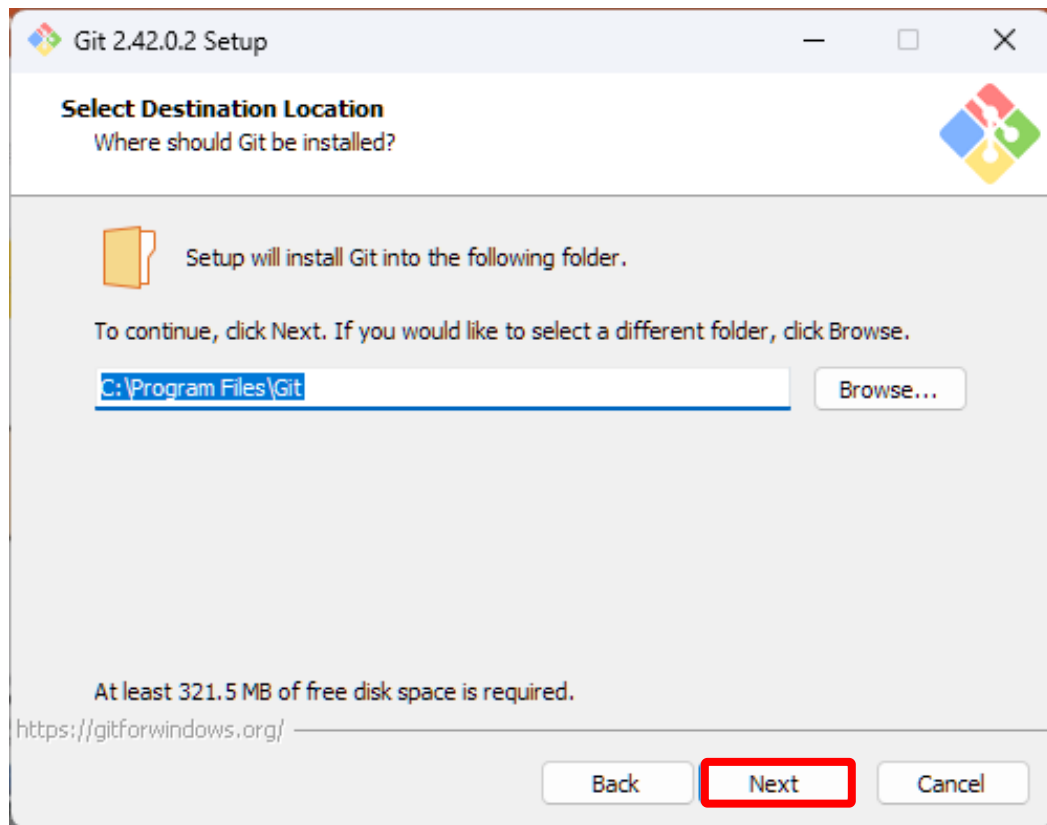 Git 2.42.0.2 Setup
Select Destination Location
Where should Git be installed?
Setup will install Git into the following folder.
To continue, click Next. If you would like to select a different folder, click Browse.
C:\Program Files\Git
Browse...
At least 321.5 MB of free disk space is required.
https://gitforwindows.org/
Back
Next
Cancel